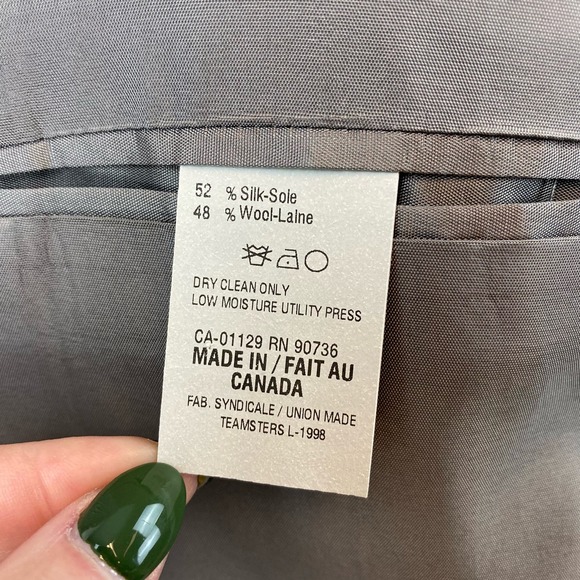 52 % Silk-Soie
48 % Wool-Laine
DRY CLEAN ONLY
LOW MOISTURE UTILITY PRESS
CA-01129 RN 90736
MADE IN / FAIT AU
CANADA
FAB. SYNDICALE / UNION MADE
TEAMSTERS L-1998